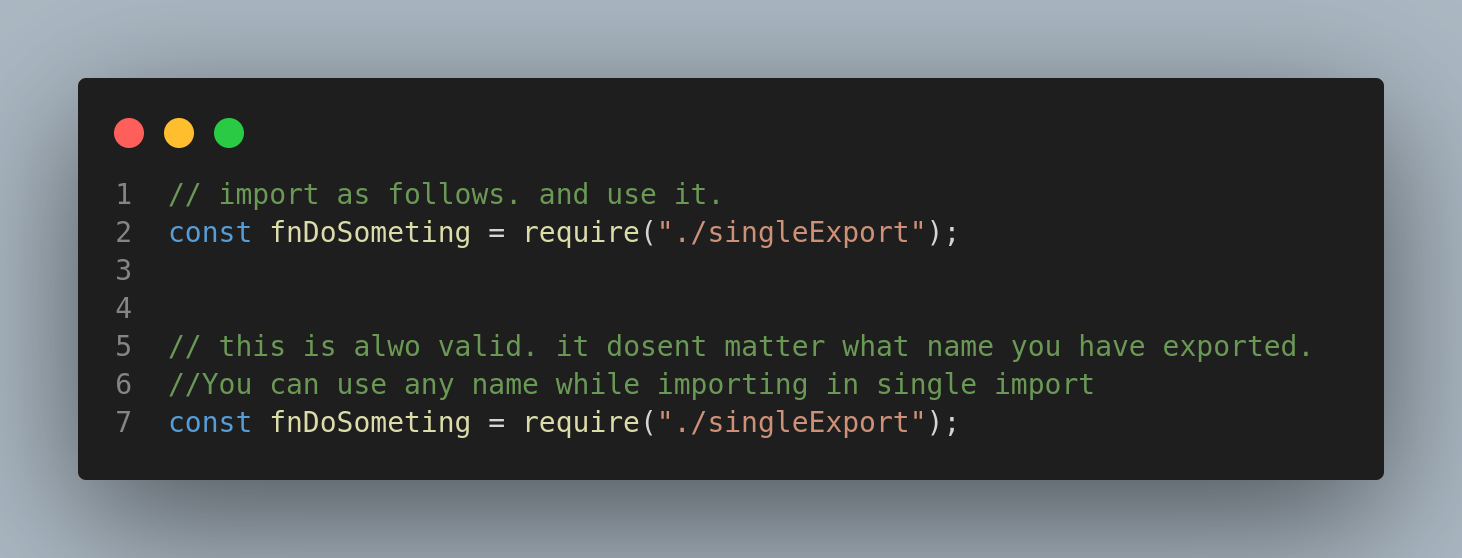 1 // import as follows. and use it.
2 const fnDoSometing = require("./singleExport");
3
4
5 // this is alwo valid. it dosent matter what name you have exported.
6 //You can use any name while importing in single import
7 const fnDoSometing = require("./singleExport");